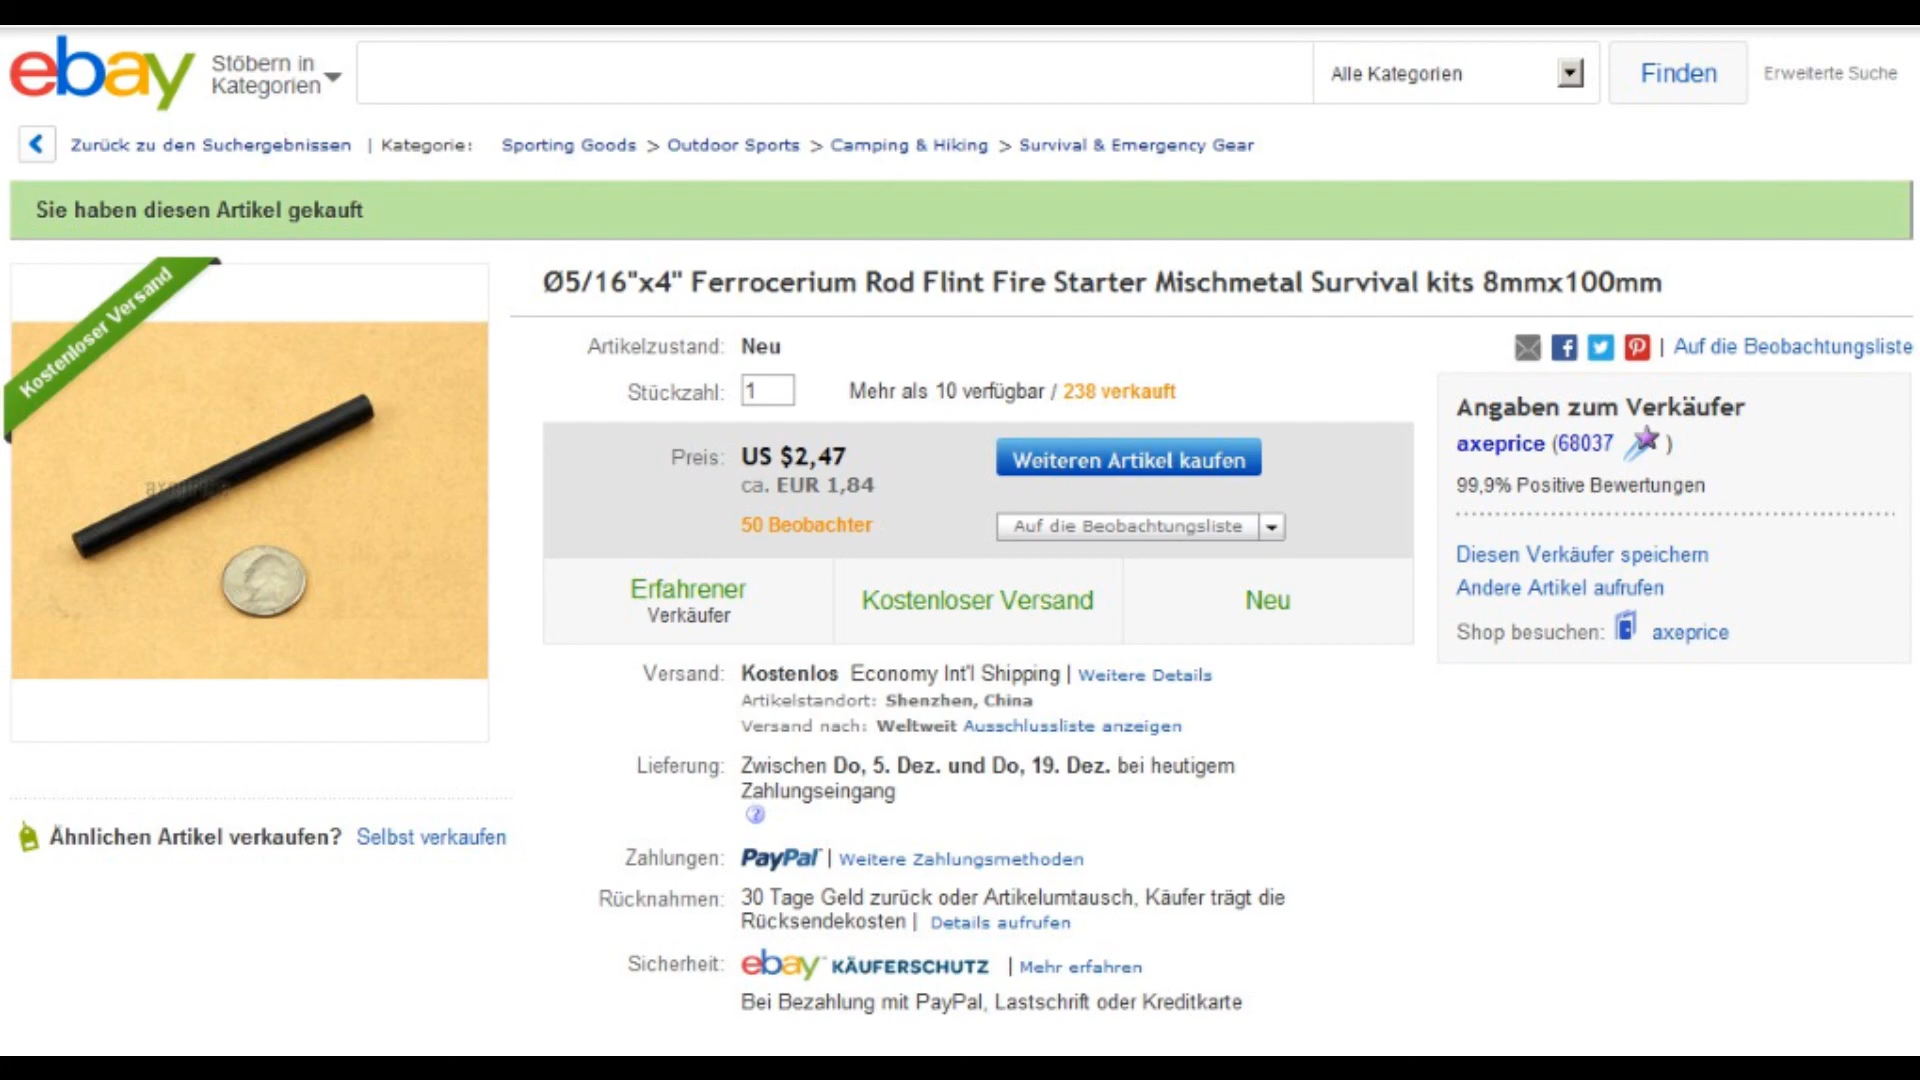 ebay
Stöbern in
Kategorien
Alle Kategorien
Finden
Erweiterte Suche
Zurück zu den Suchergebnissen | Kategorie: Sporting Goods > Outdoor Sports > Camping & Hiking > Survival & Emergency Gear
Sie haben diesen Artikel gekauft
Kostenloser Versand
axeprice
Ähnlichen Artikel verkaufen? Selbst verkaufen
Ø5/16"x4" Ferrocerium Rod Flint Fire Starter Mischmetal Survival kits 8mmx100mm
Artikelzustand: Neu
Stückzahl: 1 Mehr als 10 verfügbar / 238 verkauft
Preis: US $2,47
ca. EUR 1,84
50 Beobachter
Weiteren Artikel kaufen
Auf die Beobachtungsliste
Erfahrener
Verkäufer
Kostenloser Versand
Neu
Versand: Kostenlos Economy Int'l Shipping | Weitere Details
Artikelstandort: Shenzhen, China
Versand nach: Weltweit Ausschlussliste anzeigen
Lieferung: Zwischen Do, 5. Dez. und Do, 19. Dez. bei heutigem
Zahlungseingang
Zahlungen: PayPal | Weitere Zahlungsmethoden
Rücknahmen: 30 Tage Geld zurück oder Artikelumtausch, Käufer trägt die
Rücksendekosten | Details aufrufen
Sicherheit: ebay KÄUFERSCHUTZ | Mehr erfahren
Bei Bezahlung mit PayPal, Lastschrift oder Kreditkarte
| Auf die Beobachtungsliste
Angaben zum Verkäufer
axeprice (68037 )
99,9% Positive Bewertungen
Diesen Verkäufer speichern
Andere Artikel aufrufen
Shop besuchen: axeprice